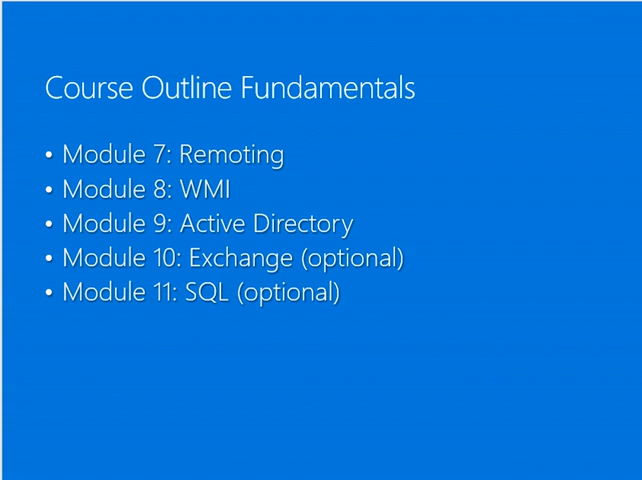 Course Outline Fundamentals
• Module 7: Remoting
• Module 8: WMI
• Module 9: Active Directory
• Module 10: Exchange (optional)
• Module 11: SQL (optional)